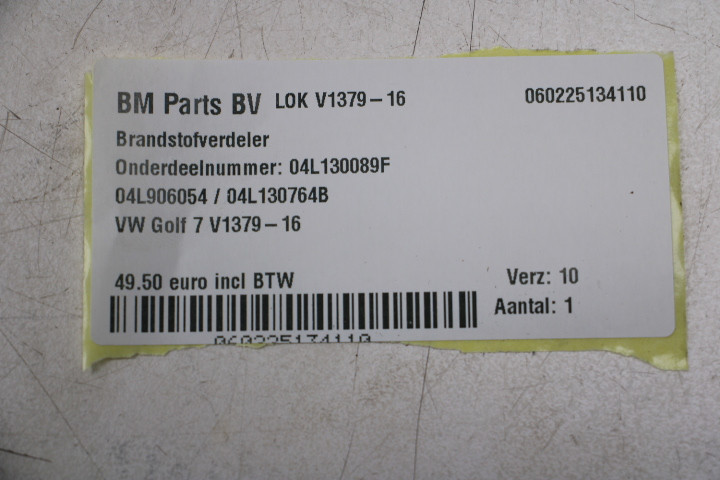 BM Parts BV LOK V1379-16 060225134110
Brandstofverdeler
Onderdeelnummer: 04L130089F
04L906054 / 04L130764B
VW Golf 7 V1379-16
49.50 euro incl BTW Verz: 10
Aantal: 1
060225134110